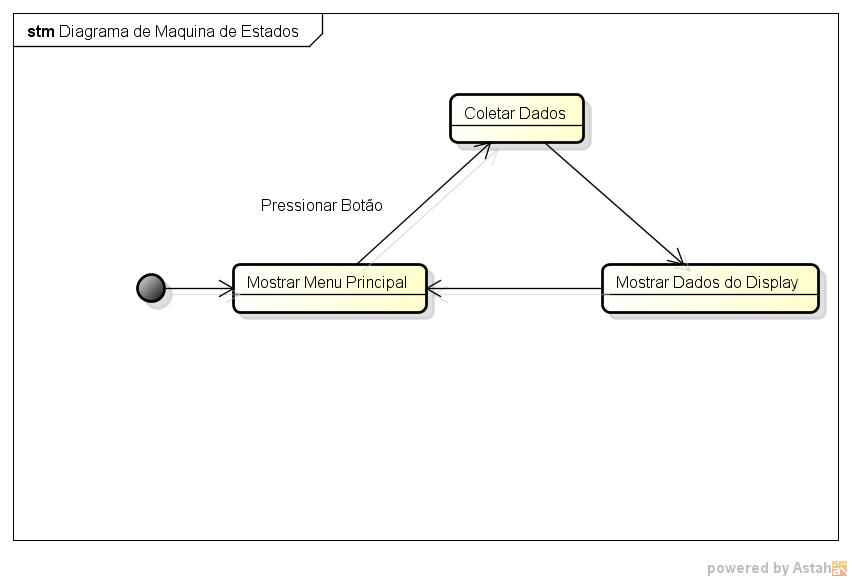 stm Diagrama de Maquina de Estados
Coletar Dados
Pressionar Botão
Mostrar Menu Principal
Mostrar Dados do Display
powered by Astah